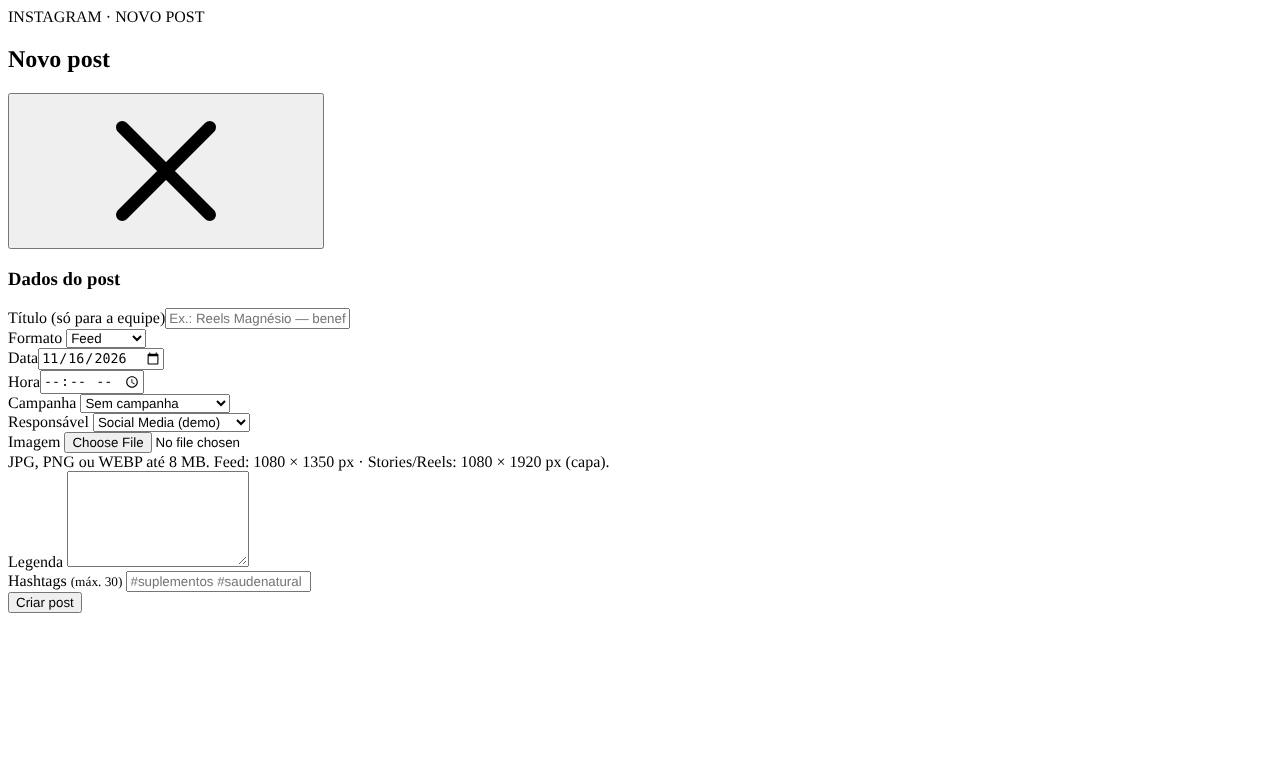 INSTAGRAM · NOVO POST
Novo post
Dados do post
Título (só para a equipe) Ex.: Reels Magnésio — benef
Formato Feed
Data 11/16/2026
Hora --:-- --
Campanha Sem campanha
Responsável Social Media (demo)
Imagem Choose File No file chosen
JPG, PNG ou WEBP até 8 MB. Feed: 1080 × 1350 px · Stories/Reels: 1080 × 1920 px (capa).
Legenda
Hashtags (máx. 30) #suplementos #saudenatural
Criar post